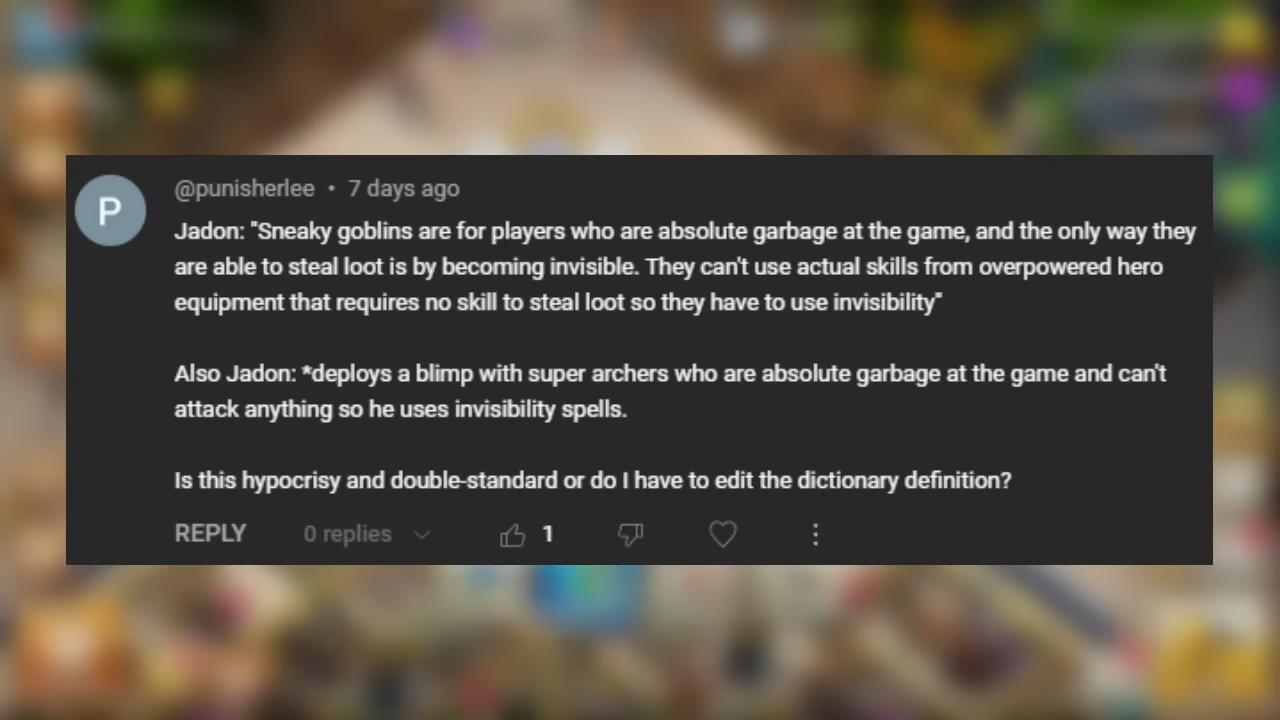 P
@punisherlee • 7 days ago
Jadon: "Sneaky goblins are for players who are absolute garbage at the game, and the only way they
are able to steal loot is by becoming invisible. They can't use actual skills from overpowered hero
equipment that requires no skill to steal loot so they have to use invisibility"
Also Jadon: *deploys a blimp with super archers who are absolute garbage at the game and can't
attack anything so he uses invisibility spells.
Is this hypocrisy and double-standard or do I have to edit the dictionary definition?
REPLY 0 replies 1